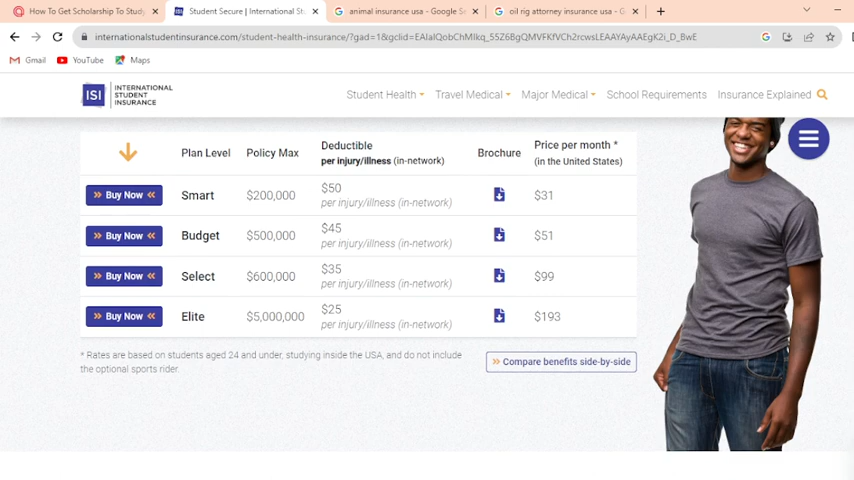 How To Get Scholarship To Study
Student Secure | International St
animal insurance usa - Google Se
oil rig attorney insurance usa - G
internationalstudentinsurance.com/student-health-insurance/?gad=1&gclid=EAIaIQobChMIkq_55Z6BgQMVFKfVCh2rcwsLEAAYAyAAEgK2i_D_BwE
Gmail YouTube Maps
ISI INTERNATIONAL STUDENT INSURANCE
Student Health Travel Medical Major Medical School Requirements Insurance Explained
Plan Level Policy Max Deductible per injury/illness (in-network) Brochure Price per month * (in the United States)
Buy Now Smart $200,000 $50 per injury/illness (in-network) $31
Buy Now Budget $500,000 $45 per injury/illness (in-network) $51
Buy Now Select $600,000 $35 per injury/illness (in-network) $99
Buy Now Elite $5,000,000 $25 per injury/illness (in-network) $193
* Rates are based on students aged 24 and under, studying inside the USA, and do not include
the optional sports rider.
Compare benefits side-by-side